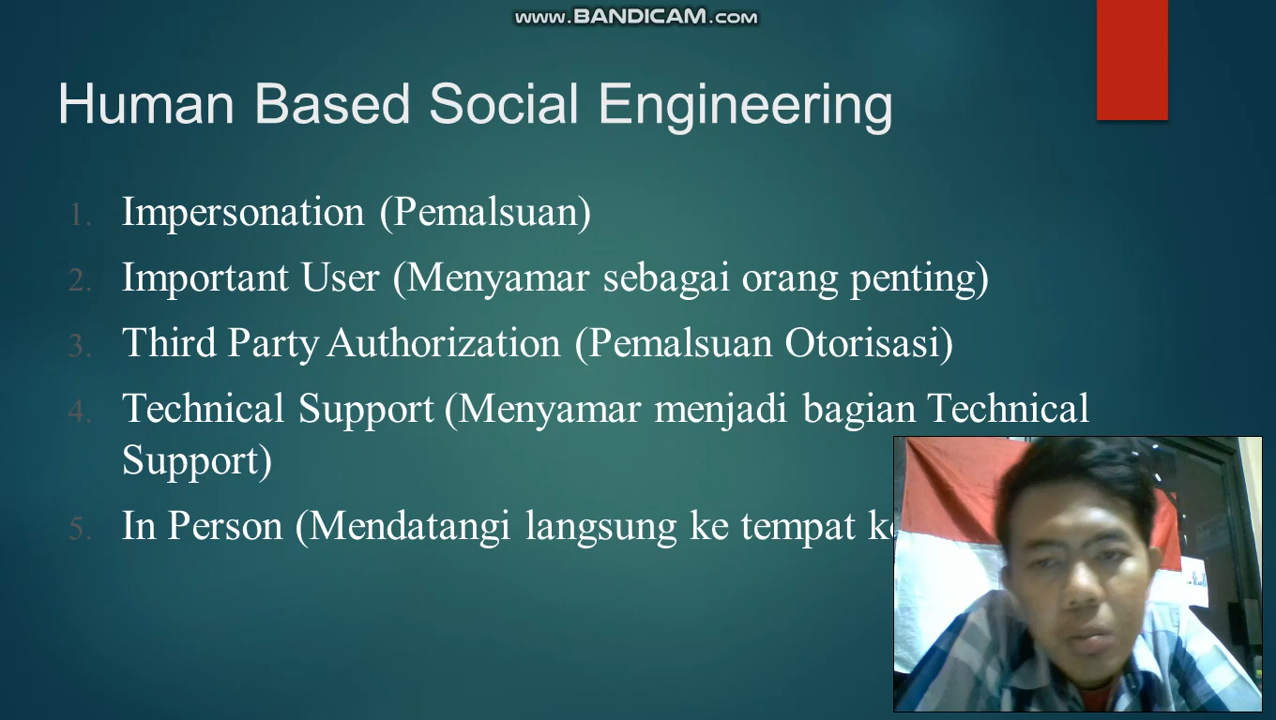 www.BANDICAM.com
Human Based Social Engineering
1. Impersonation (Pemalsuan)
2. Important User (Menyamar sebagai orang penting)
3. Third Party Authorization (Pemalsuan Otorisasi)
4. Technical Support (Menyamar menjadi bagian Technical
Support)
5. In Person (Mendatangi langsung ke tempat